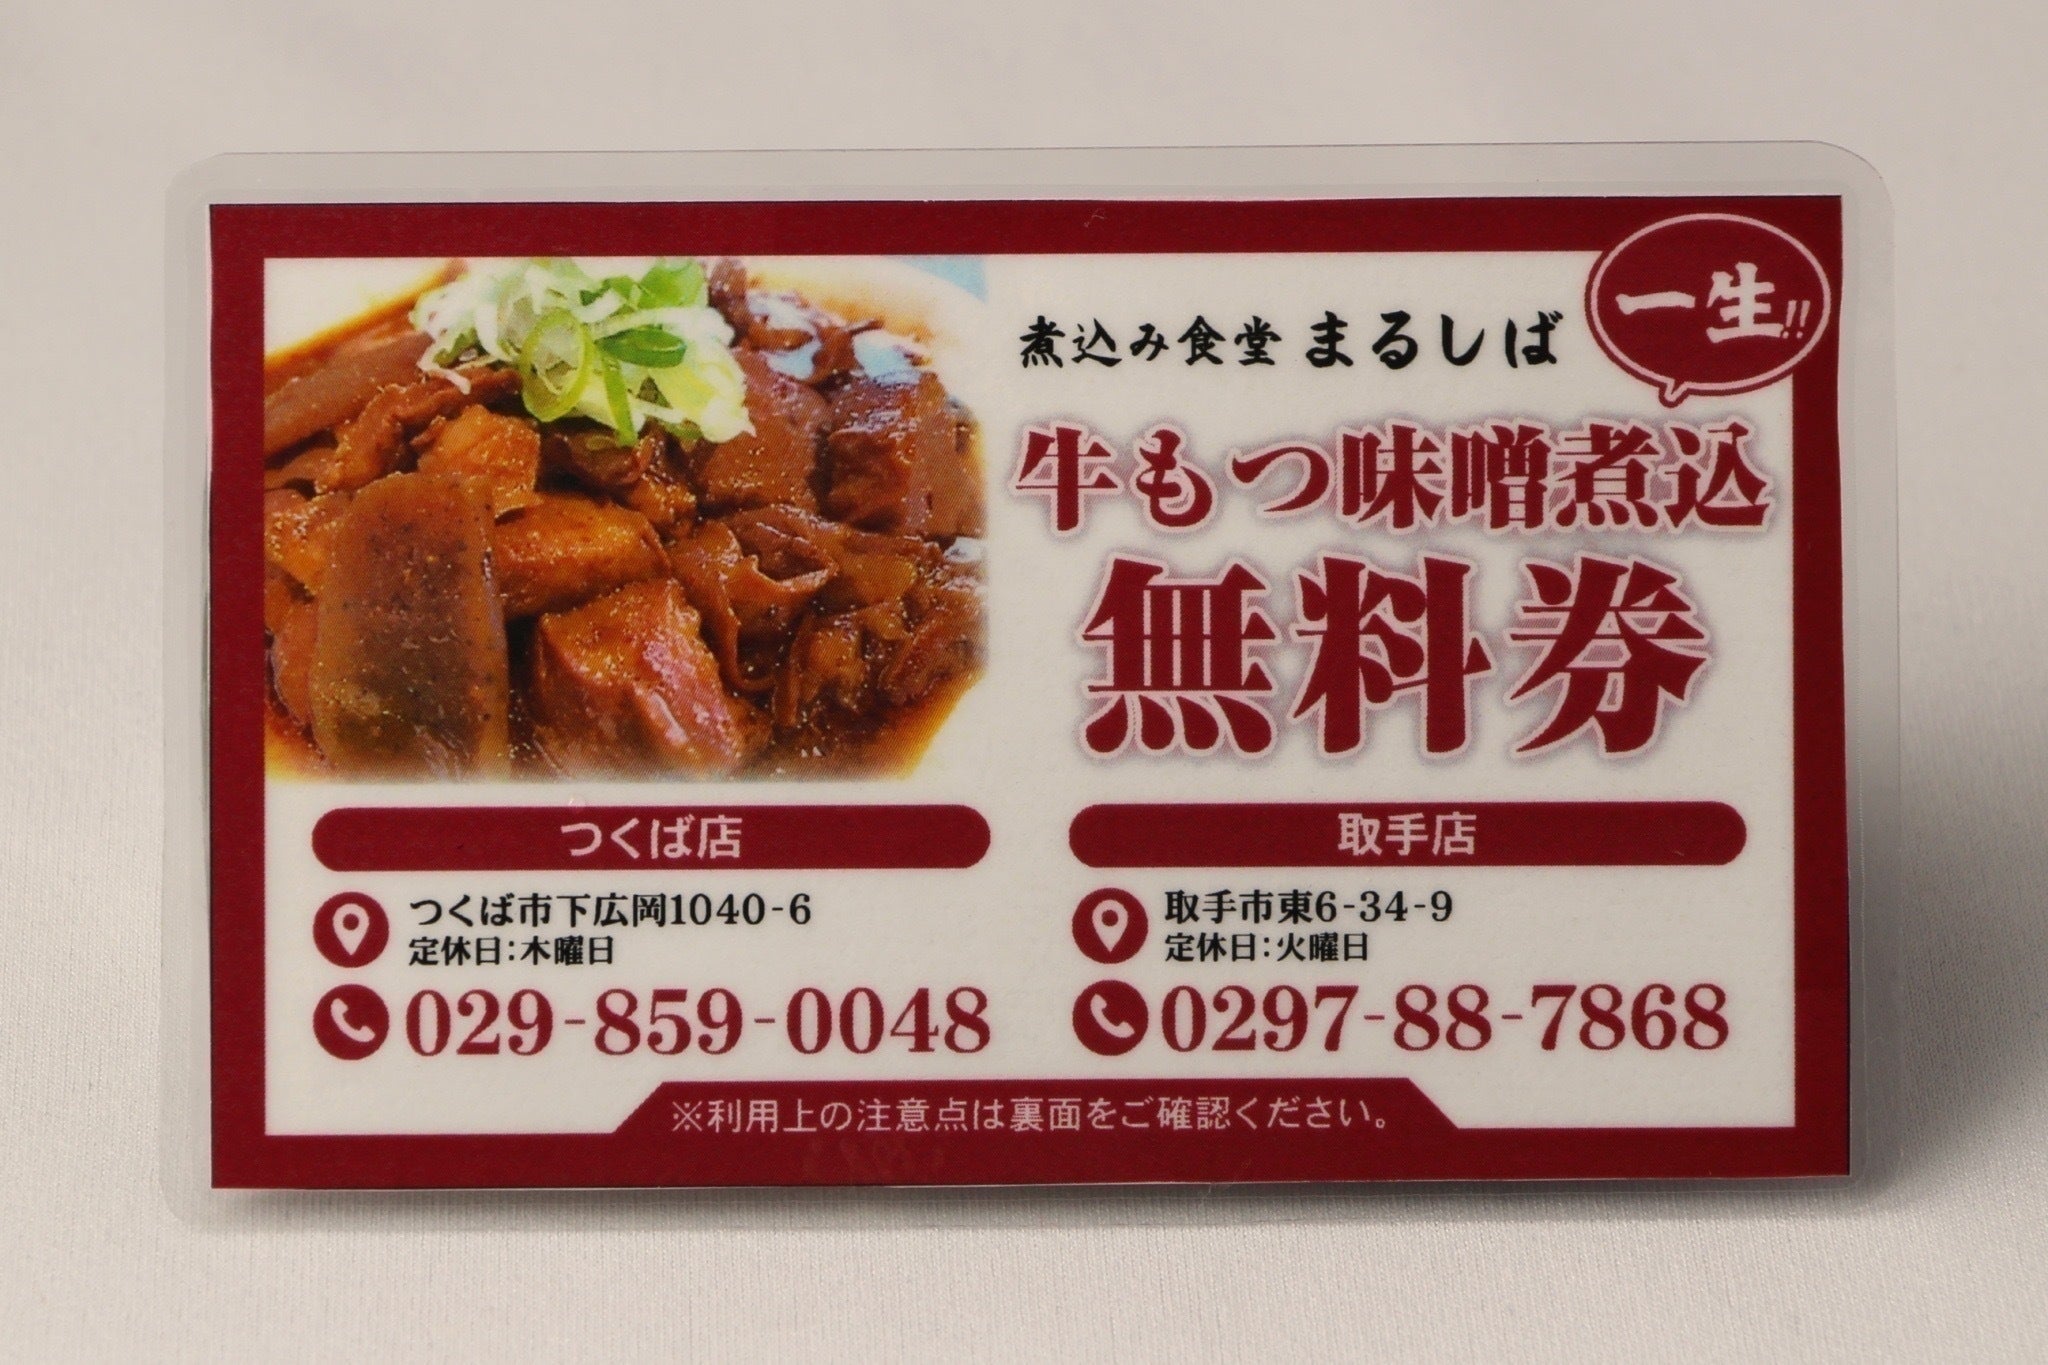 煮込み食堂 まるしば
一生!!
牛もつ味噌煮込
無料券
つくば店
つくば市下広岡1040-6
定休日:木曜日
029-859-0048
取手店
取手市東6-34-9
定休日:火曜日
0297-88-7868
※利用上の注意点は裏面をご確認ください。